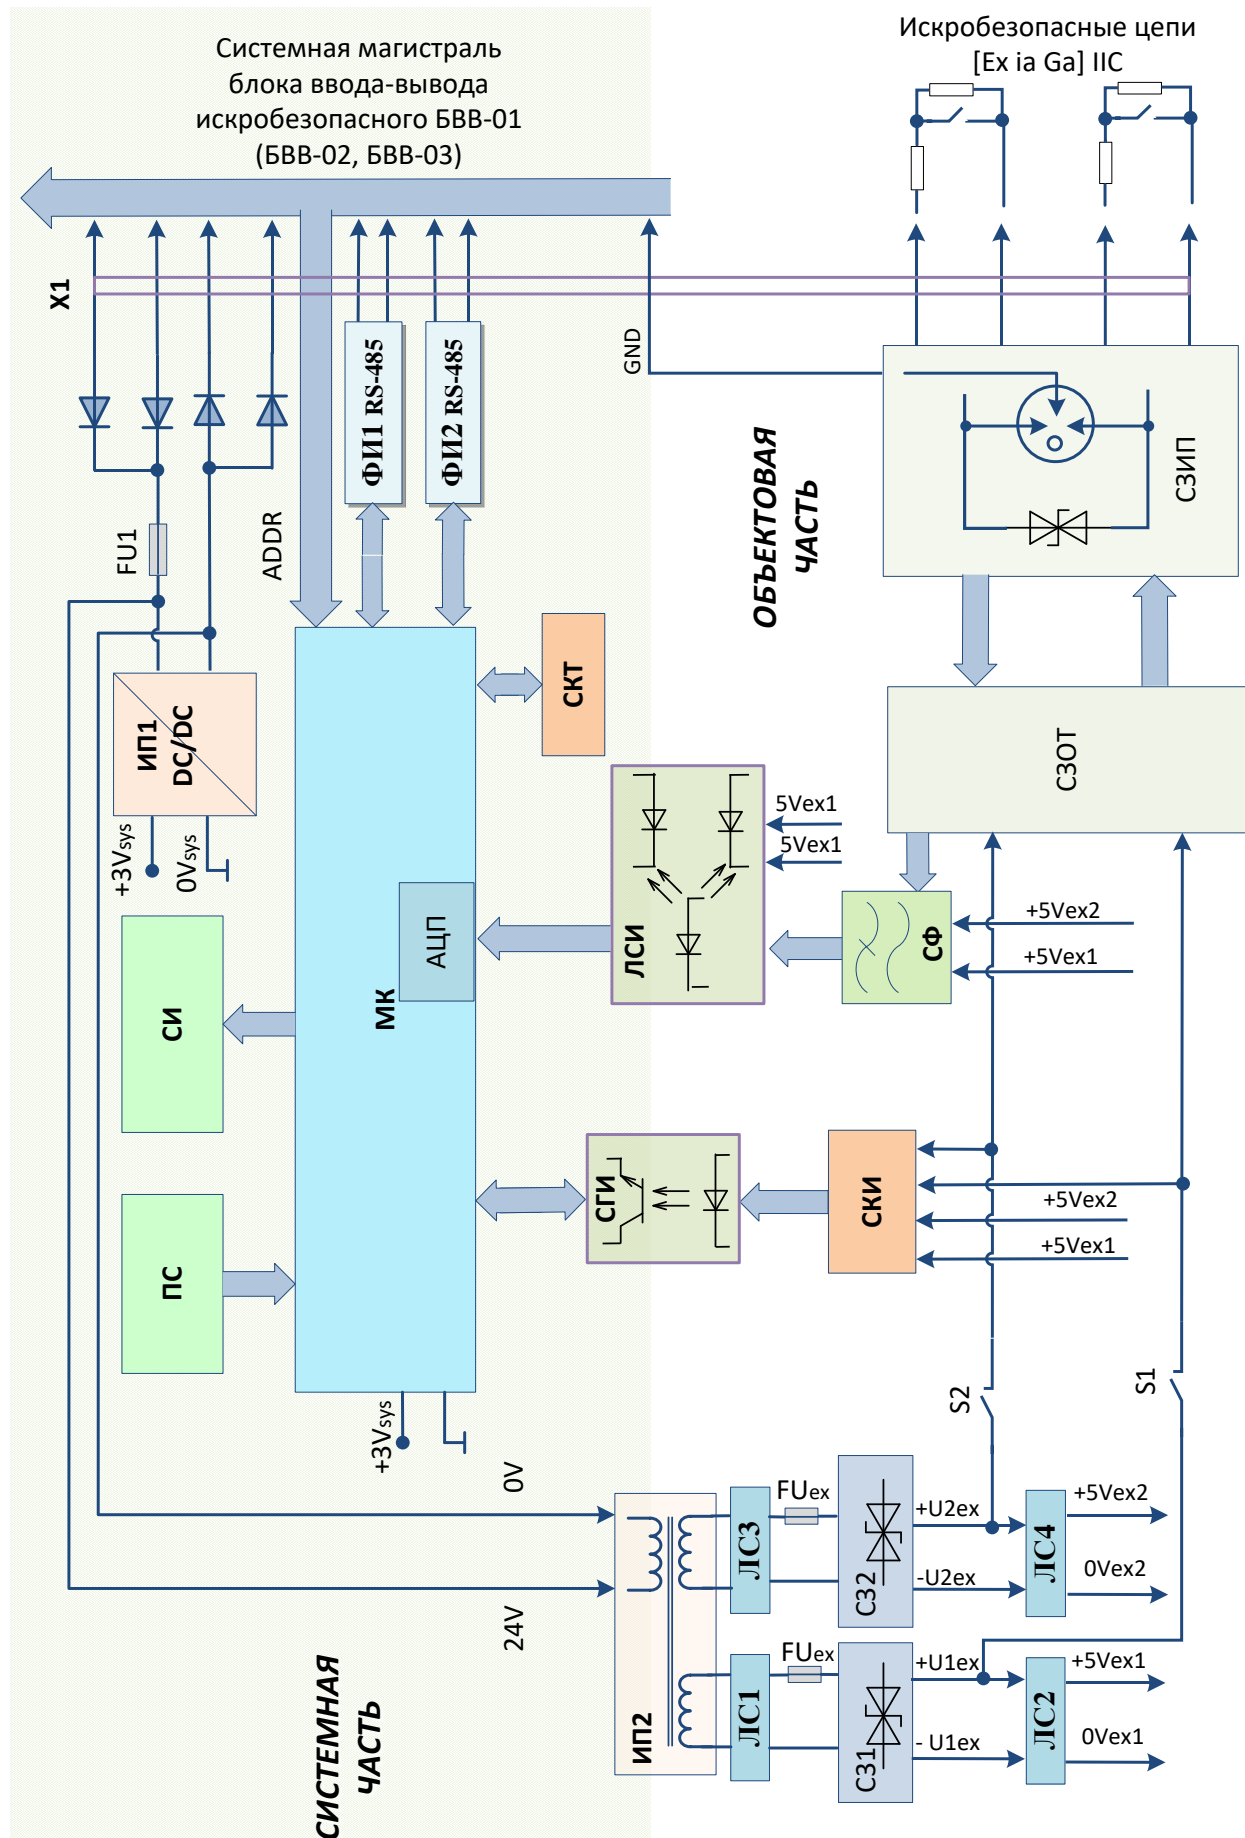 Системная магистраль
блока ввода-вывода
искробезопасного БВВ-01
(БВВ-02, БВВ-03)
Искробезопасные цепи
[Ex ia Ga] IIC
X1
ФИ1 RS-485
ФИ2 RS-485
GND
ОБЪЕКТОВАЯ
ЧАСТЬ
СЗИП
FU1
ADDR
ИП1
DC/DC
+3Vsys
0Vsys
СКТ
СЗОТ
5Vex1
5Vex1
ЛСИ
АЦП
МК
СИ
СФ
+5Vex2
+5Vex1
ПС
СГИ
СКИ
+5Vex2
+5Vex1
+3Vsys
S2
S1
0V
24V
ИП2
ЛС3
FUex
СЗ2
+U2ex
-U2ex
ЛС4
+5Vex2
0Vex2
ЛС1
FUex
СЗ1
+U1ex
- U1ex
ЛС2
+5Vex1
0Vex1
СИСТЕМНАЯ
ЧАСТЬ